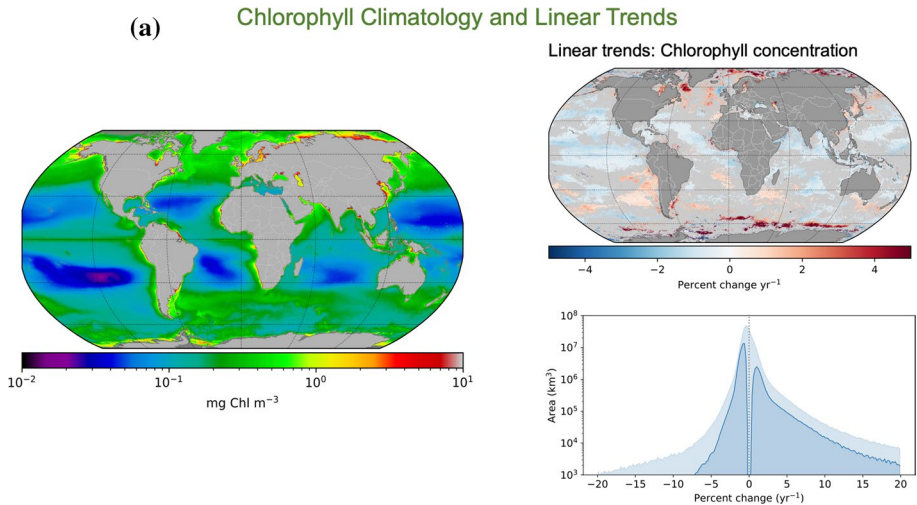 Chlorophyll Climatology and Linear Trends
(a)
Linear trends: Chlorophyll concentration
−4 −2 0 2 4
Percent change yr⁻¹
10⁻² 10⁻¹ 10⁰ 10¹
mg Chl m⁻³
10⁸
10⁷
10⁶
10⁵
10⁴
10³
Area (km³)
−20 −15 −10 −5 0 5 10 15 20
Percent change (yr⁻¹)